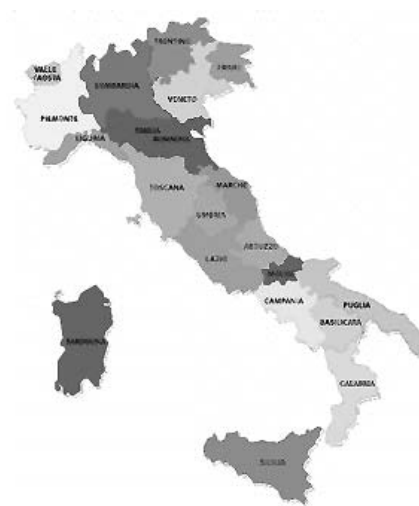 TRENTINO
VALLE
D'AOSTA
LOMBARDIA
FRIULI
VENETO
PIEMONTE
EMILIA
ROMAGNA
LIGURIA
TOSCANA
MARCHE
UMBRIA
ABRUZZO
LAZIO
MOLISE
CAMPANIA
PUGLIA
BASILICATA
SARDEGNA
CALABRIA
SICILIA